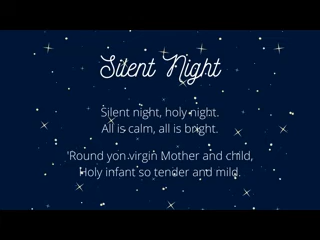 Silent Night
Silent night, holy night.
All is calm, all is bright.
'Round yon virgin Mother and child,
Holy infant so tender and mild.